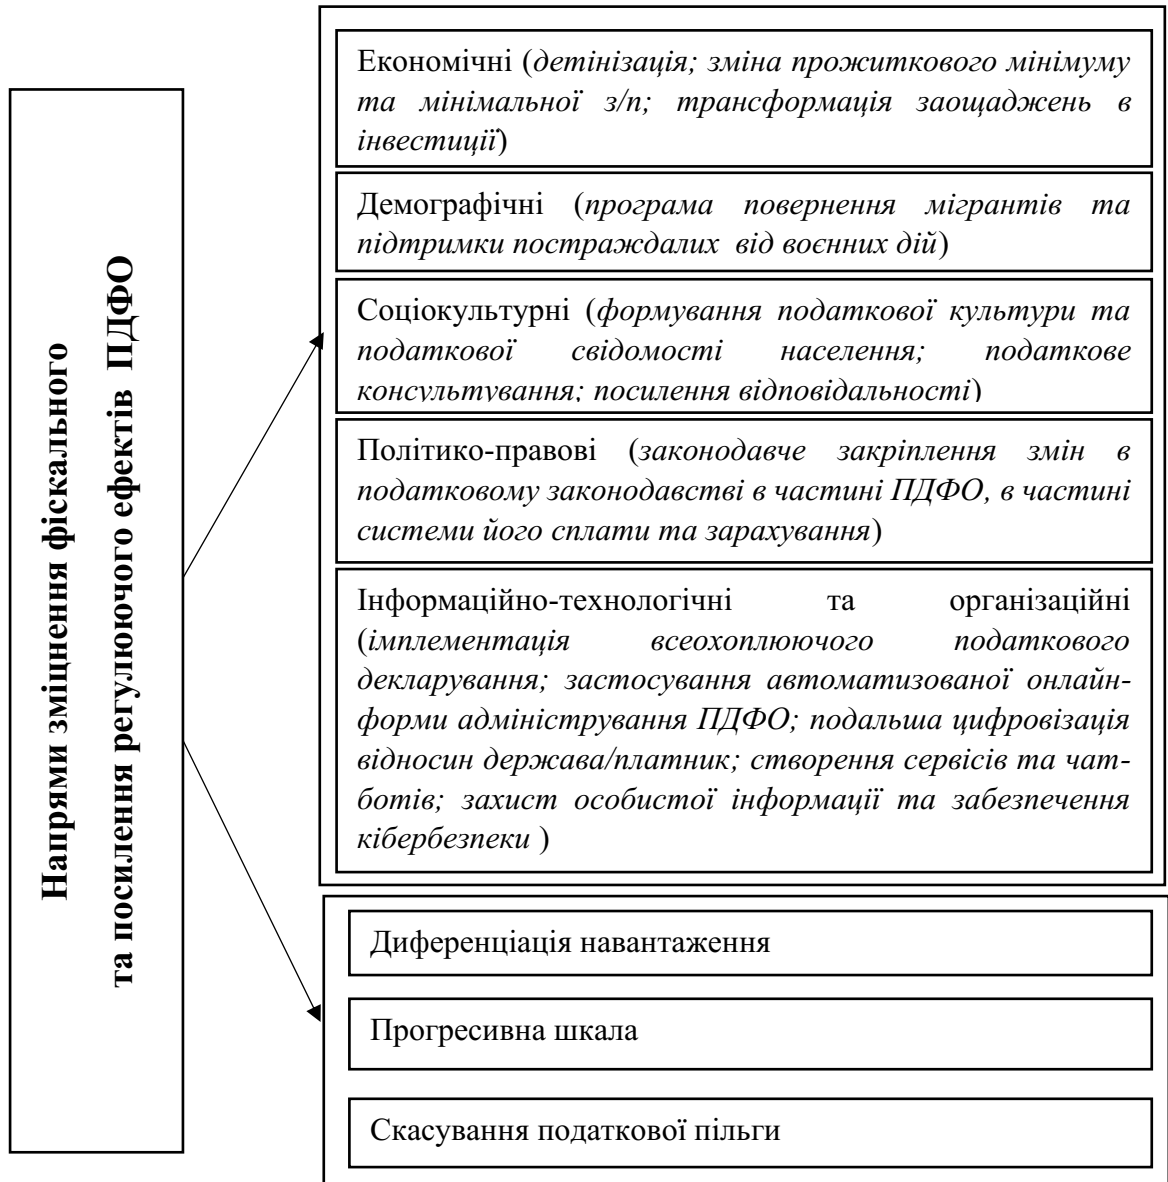 Напрями зміцнення фіскального
та посилення регулюючого ефектів ПДФО
Економічні (детінізація; зміна прожиткового мінімуму
та мінімальної з/п; трансформація заощаджень в
інвестиції)
Демографічні (програма повернення мігрантів та
підтримки постраждалих від воєнних дій)
Соціокультурні (формування податкової культури та
податкової свідомості населення; податкове
консультування; посилення відповідальності)
Політико-правові (законодавче закріплення змін в
податковому законодавстві в частині ПДФО, в частині
системи його сплати та зарахування)
Інформаційно-технологічні та організаційні
(імплементація всеохоплюючого податкового
декларування; застосування автоматизованої онлайн-
форми адміністрування ПДФО; подальша цифровізація
відносин держава/платник; створення сервісів та чат-
ботів; захист особистої інформації та забезпечення
кібербезпеки )
Диференціація навантаження
Прогресивна шкала
Скасування податкової пільги